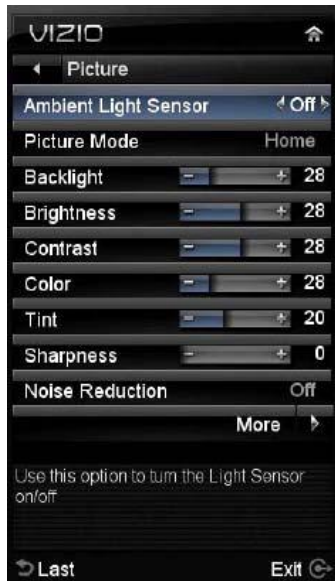 VIZIO
Picture
Ambient Light Sensor Off
Picture Mode Home
Backlight - + 28
Brightness - + 28
Contrast - + 28
Color - + 28
Tint - + 20
Sharpness - + 0
Noise Reduction Off
More
Use this option to turn the Light Sensor
on/off
Last Exit